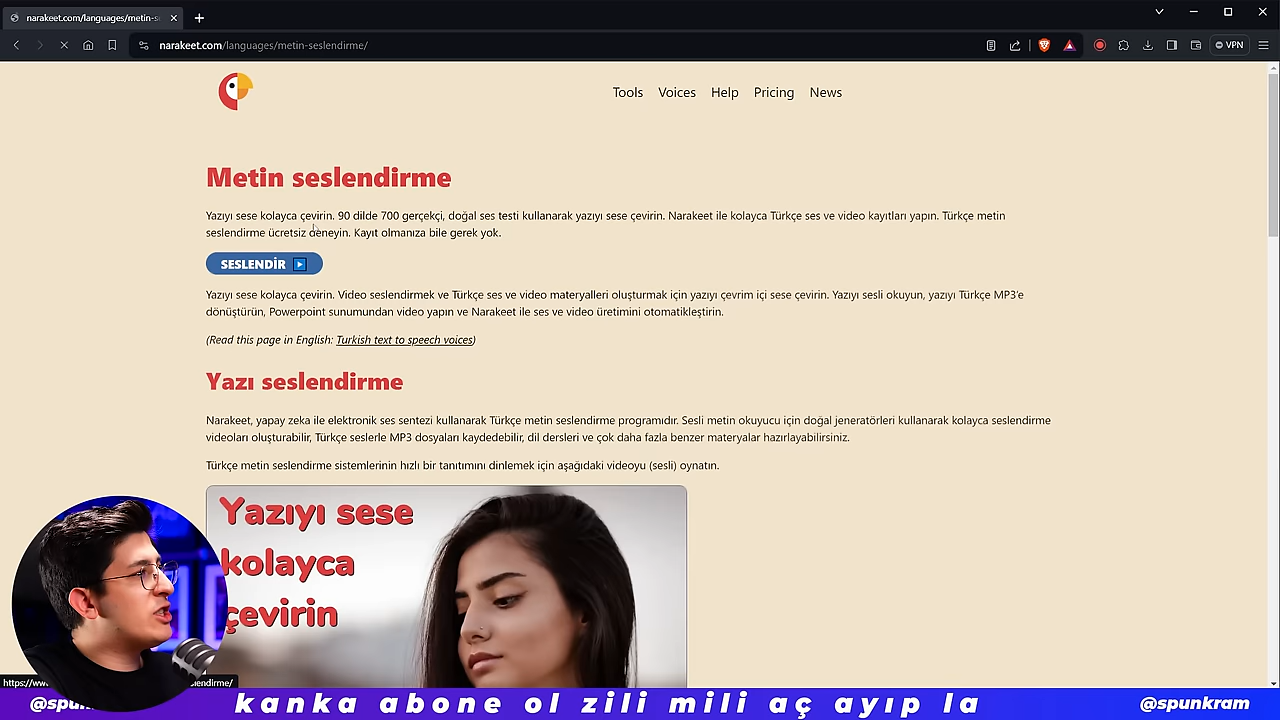 narakeet.com/languages/metin-s
narakeet.com/languages/metin-seslendirme/
VPN
Tools Voices Help Pricing News
Metin seslendirme
Yazıyı sese kolayca çevirin. 90 dilde 700 gerçekçi, doğal ses testi kullanarak yazıyı sese çevirin. Narakeet ile kolayca Türkçe ses ve video kayıtları yapın. Türkçe metin
seslendirme ücretsiz deneyin. Kayıt olmanıza bile gerek yok.
SESLENDİR
Yazıyı sese kolayca çevirin. Video seslendirmek ve Türkçe ses ve video materyalleri oluşturmak için yazıyı çevrim içi sese çevirin. Yazıyı sesli okuyun, yazıyı Türkçe MP3'e
dönüştürün, Powerpoint sunumundan video yapın ve Narakeet ile ses ve video üretimini otomatikleştirin.
(Read this page in English: Turkish text to speech voices)
Yazı seslendirme
Narakeet, yapay zeka ile elektronik ses sentezi kullanarak Türkçe metin seslendirme programıdır. Sesli metin okuyucu için doğal jeneratörleri kullanarak kolayca seslendirme
videoları oluşturabilir, Türkçe seslerle MP3 dosyaları kaydedebilir, dil dersleri ve çok daha fazla benzer materyalar hazırlayabilirsiniz.
Türkçe metin seslendirme sistemlerinin hızlı bir tanıtımını dinlemek için aşağıdaki videoyu (sesli) oynatın.
Yazıyı sese
kolayca
çevirin
https://ww endirme/
@spun kanka abone ol zili mili aç ayıp la @spunkram